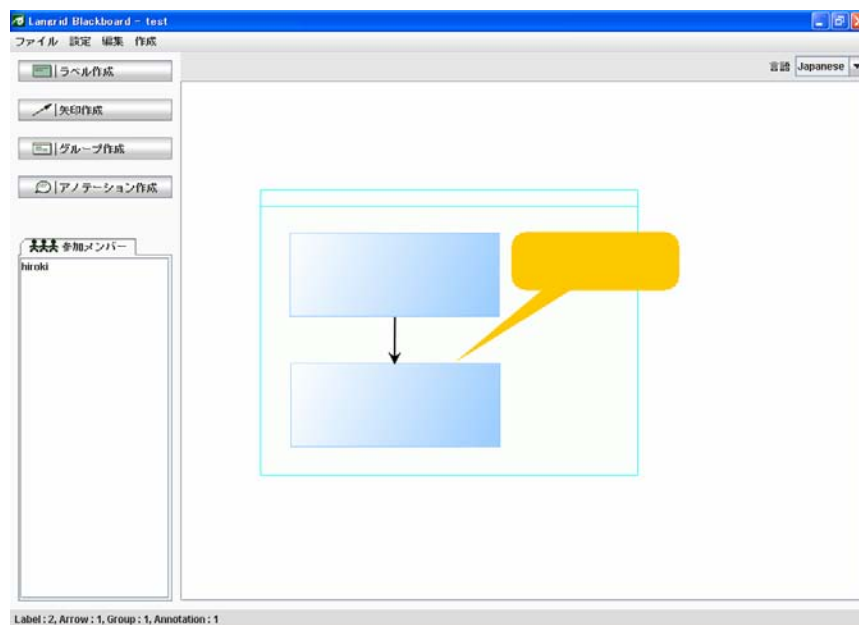 Langrid Blackboard - test
ファイル 設定 編集 作成
言語 Japanese
ラベル作成
矢印作成
グループ作成
アノテーション作成
参加メンバー
hiroki
Label : 2, Arrow : 1, Group : 1, Annotation : 1